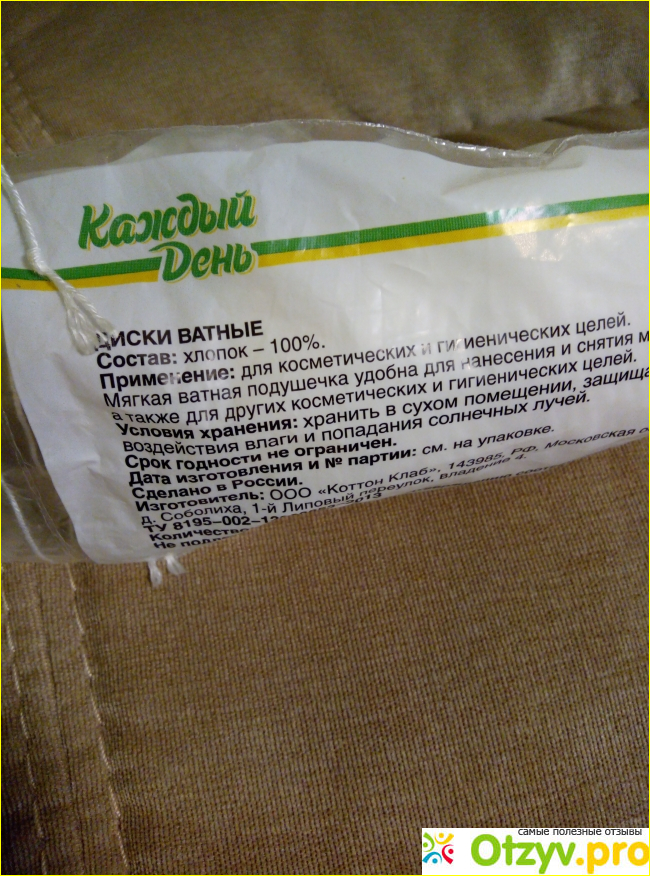 Каждый
День
ДИСКИ ВАТНЫЕ
Состав: хлопок – 100%.
Применение: для косметических и гигиенических целей.
Мягкая ватная подушечка удобна для нанесения и снятия м
а также для других косметических и гигиенических целей.
Условия хранения: хранить в сухом помещении, защища
воздействия влаги и попадания солнечных лучей.
Срок годности не ограничен.
Дата изготовления и № партии: см. на упаковке.
Сделано в России.
Изготовитель: ООО «Коттон Клаб», 143985, РФ, Московская о
д. Соболиха, 1-й Липовый переулок, владение 4.
ТУ 8195–002–
Количество
Не
самые полезные отзывы
Otzyv.pro